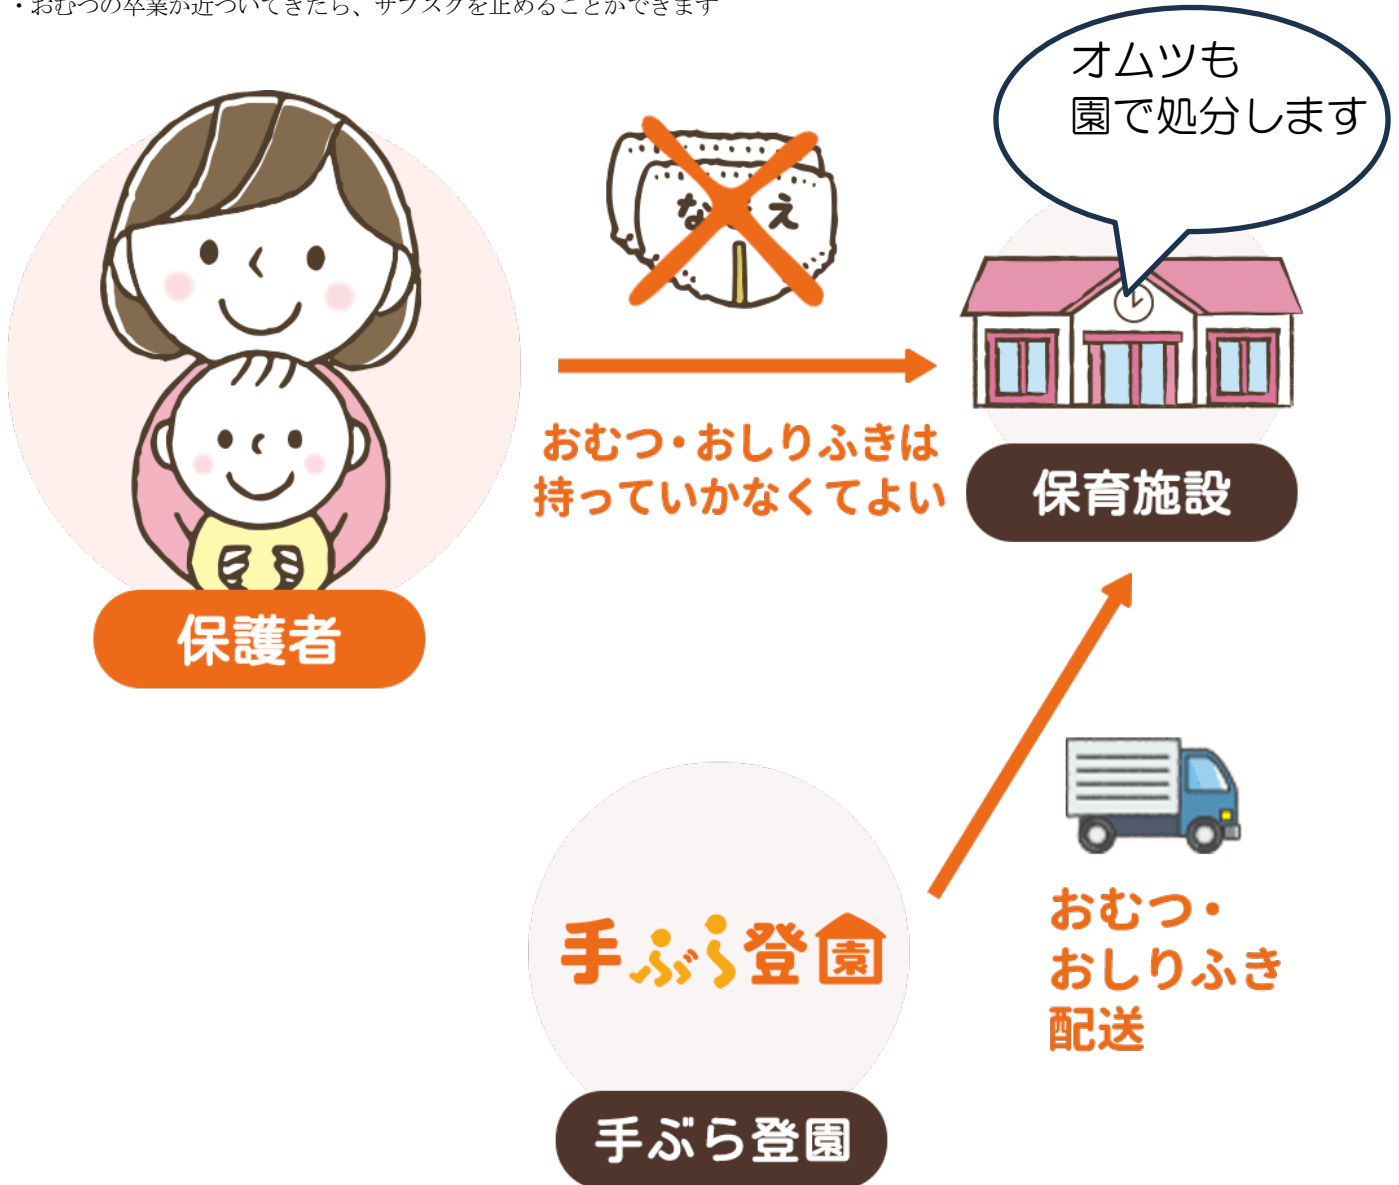 ・おむつの卒業が近づいてきたら、サブスクを止めることができます
オムツも
園で処分します
おむつ・おしりふきは
持っていかなくてよい
保育施設
保護者
手ぶら登園
おむつ・
おしりふき
配送
手ぶら登園